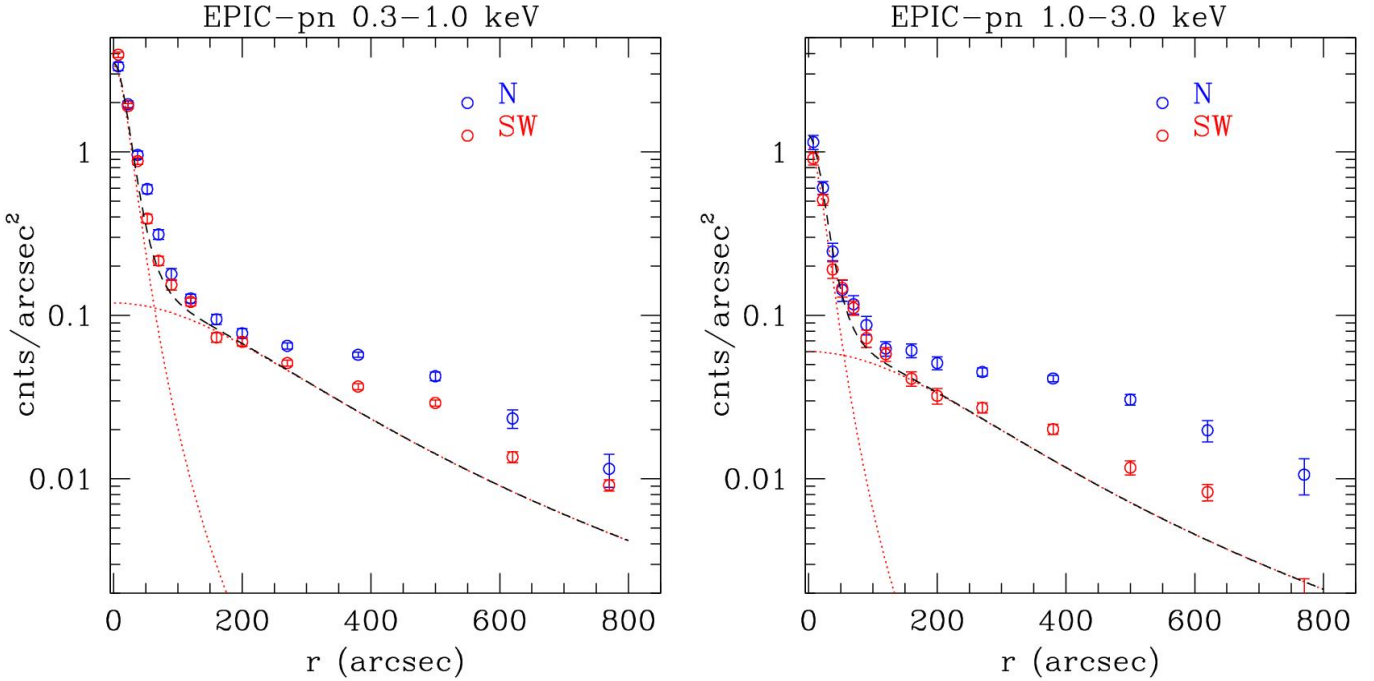 EPIC-pn 0.3-1.0 keV
N
SW
1
0.1
0.01
cnts/arcsec²
0 200 400 600 800
r (arcsec)
EPIC-pn 1.0-3.0 keV
N
SW
1
0.1
0.01
cnts/arcsec²
0 200 400 600 800
r (arcsec)